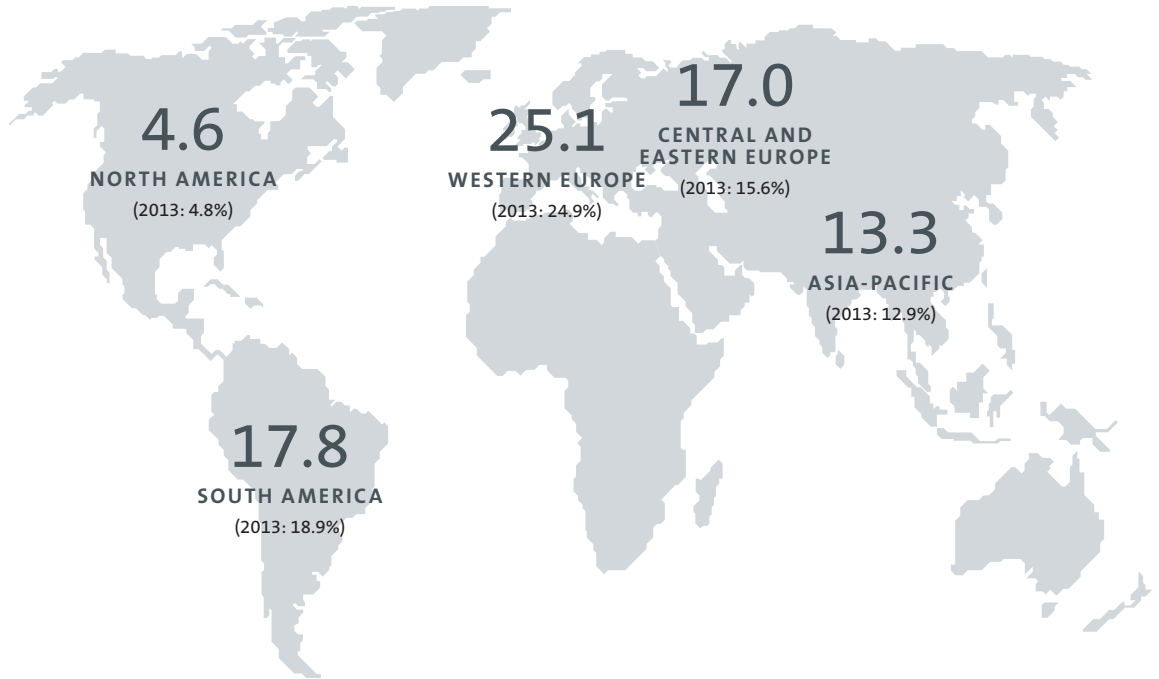 4.6
NORTH AMERICA
(2013: 4.8%)
25.1
WESTERN EUROPE
(2013: 24.9%)
17.0
CENTRAL AND
EASTERN EUROPE
(2013: 15.6%)
13.3
ASIA-PACIFIC
(2013: 12.9%)
17.8
SOUTH AMERICA
(2013: 18.9%)